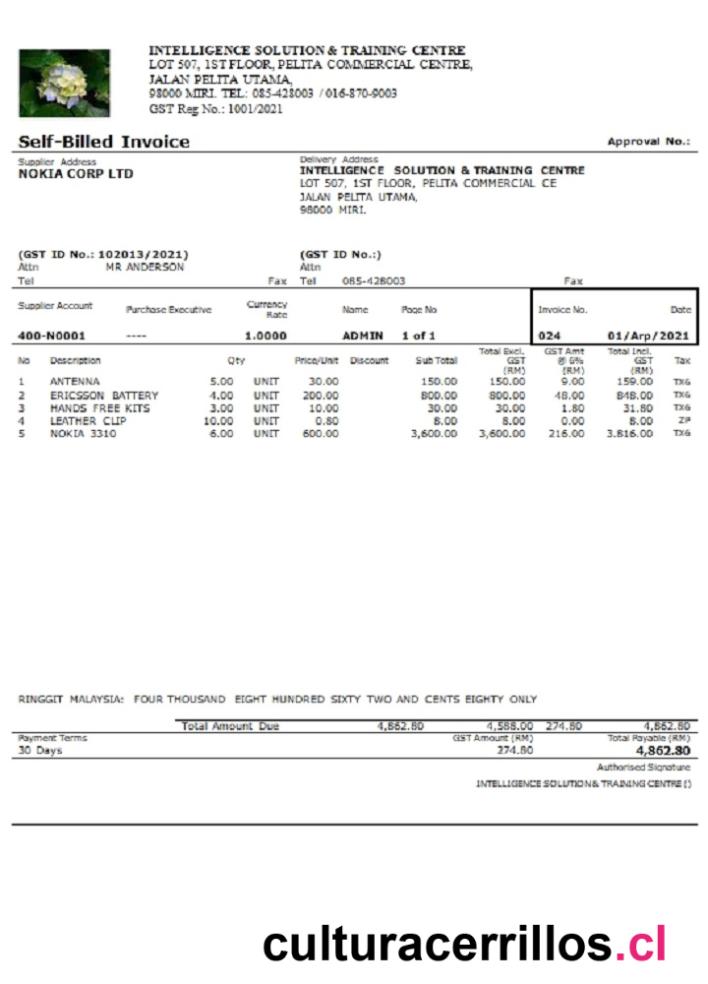 INTELLIGENCE SOLUTION & TRAINING CENTRE
LOT 507, 1ST FLOOR, PELITA COMMERCIAL CENTRE,
JALAN PELITA UTAMA,
98000 MIRI. TEL: 085-428003 / 016-870-9003
GST Reg No.: 1001/2021
Self-Billed Invoice Approval No.:
Supplier Address Delivery Address
NOKIA CORP LTD INTELLIGENCE SOLUTION & TRAINING CENTRE
LOT 507, 1ST FLOOR, PELITA COMMERCIAL CE
JALAN PELITA UTAMA,
98000 MIRI.
(GST ID No.: 102013/2021) (GST ID No.:)
Attn MR ANDERSON Attn
Tel Fax Tel 085-428003 Fax
Supplier Account Purchase Executive Currency Rate Name Page No Invoice No. Date
400-N0001 ---- 1.0000 ADMIN 1 of 1 024 01/Arp/2021
No Description Qty Price/Unit Discount Sub Total Total Excl. GST (RM) GST Amt @ 6% (RM) Total Incl. GST (RM) Tax
1 ANTENNA 5.00 UNIT 30.00 150.00 150.00 9.00 159.00 TX6
2 ERICSSON BATTERY 4.00 UNIT 200.00 800.00 800.00 48.00 848.00 TX6
3 HANDS FREE KITS 3.00 UNIT 10.00 30.00 30.00 1.80 31.80 TX6
4 LEATHER CLIP 10.00 UNIT 0.80 8.00 8.00 0.00 8.00 ZP
5 NOKIA 3310 6.00 UNIT 600.00 3,600.00 3,600.00 216.00 3.816.00 TX6
RINGGIT MALAYSIA: FOUR THOUSAND EIGHT HUNDRED SIXTY TWO AND CENTS EIGHTY ONLY
Total Amount Due 4,862.80 4,588.00 274.80 4,862.80
Payment Terms GST Amount (RM) Total Payable (RM)
30 Days 274.80 4,862.80
Authorised Signature
INTELLIGENCE SOLUTION & TRAINING CENTRE ()
culturacerrillos.cl